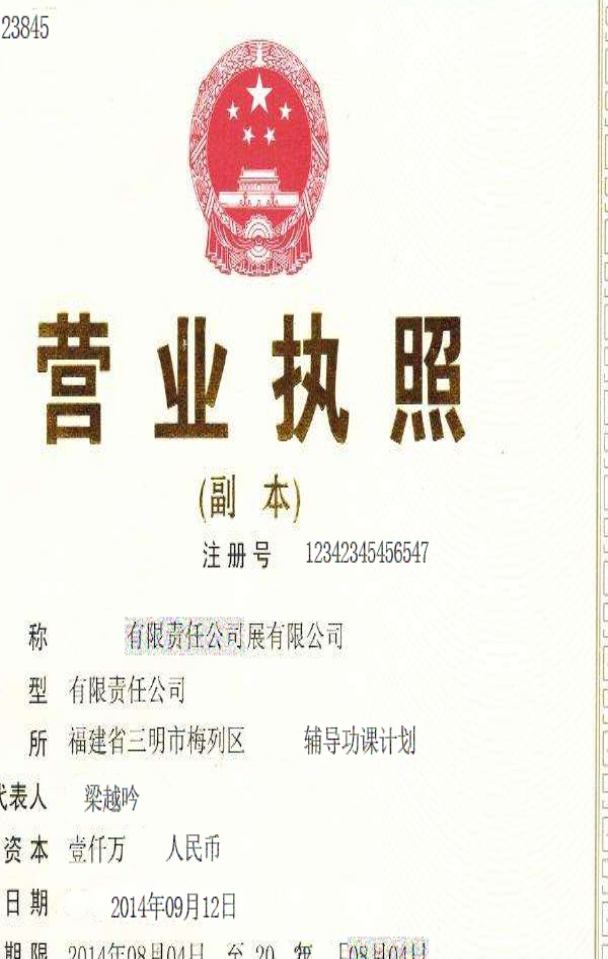 23845
营业执照
(副 本)
注册号 12342345456547
称 有限责任公司展有限公司
型 有限责任公司
所 福建省三明市梅列区 辅导功课计划
代表人 梁越吟
资本 壹仟万 人民币
日期 2014年09月12日
期限 2014年08月04日 至 20 年 08月04日